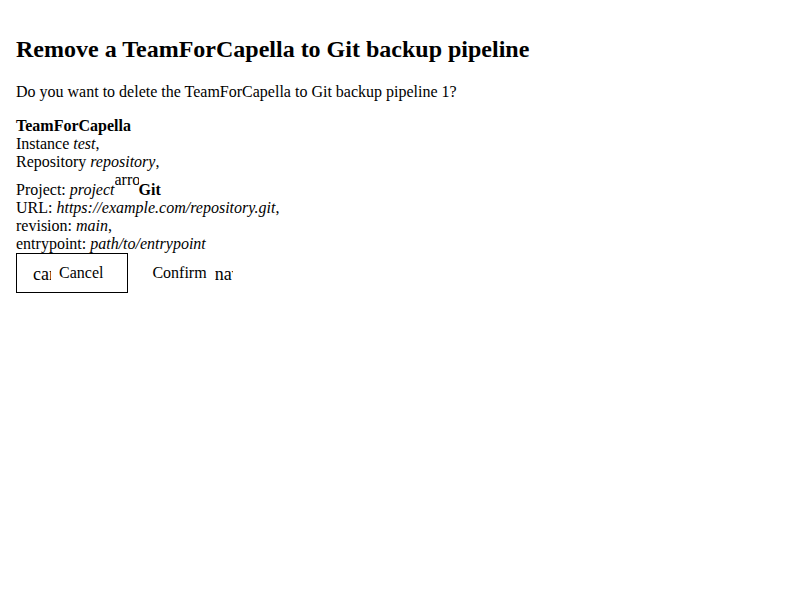 Remove a TeamForCapella to Git backup pipeline
Do you want to delete the TeamForCapella to Git backup pipeline 1?
TeamForCapella
Instance test,
Repository repository,
Project: project arro Git
URL: https://example.com/repository.git,
revision: main,
entrypoint: path/to/entrypoint
Cancel Confirm